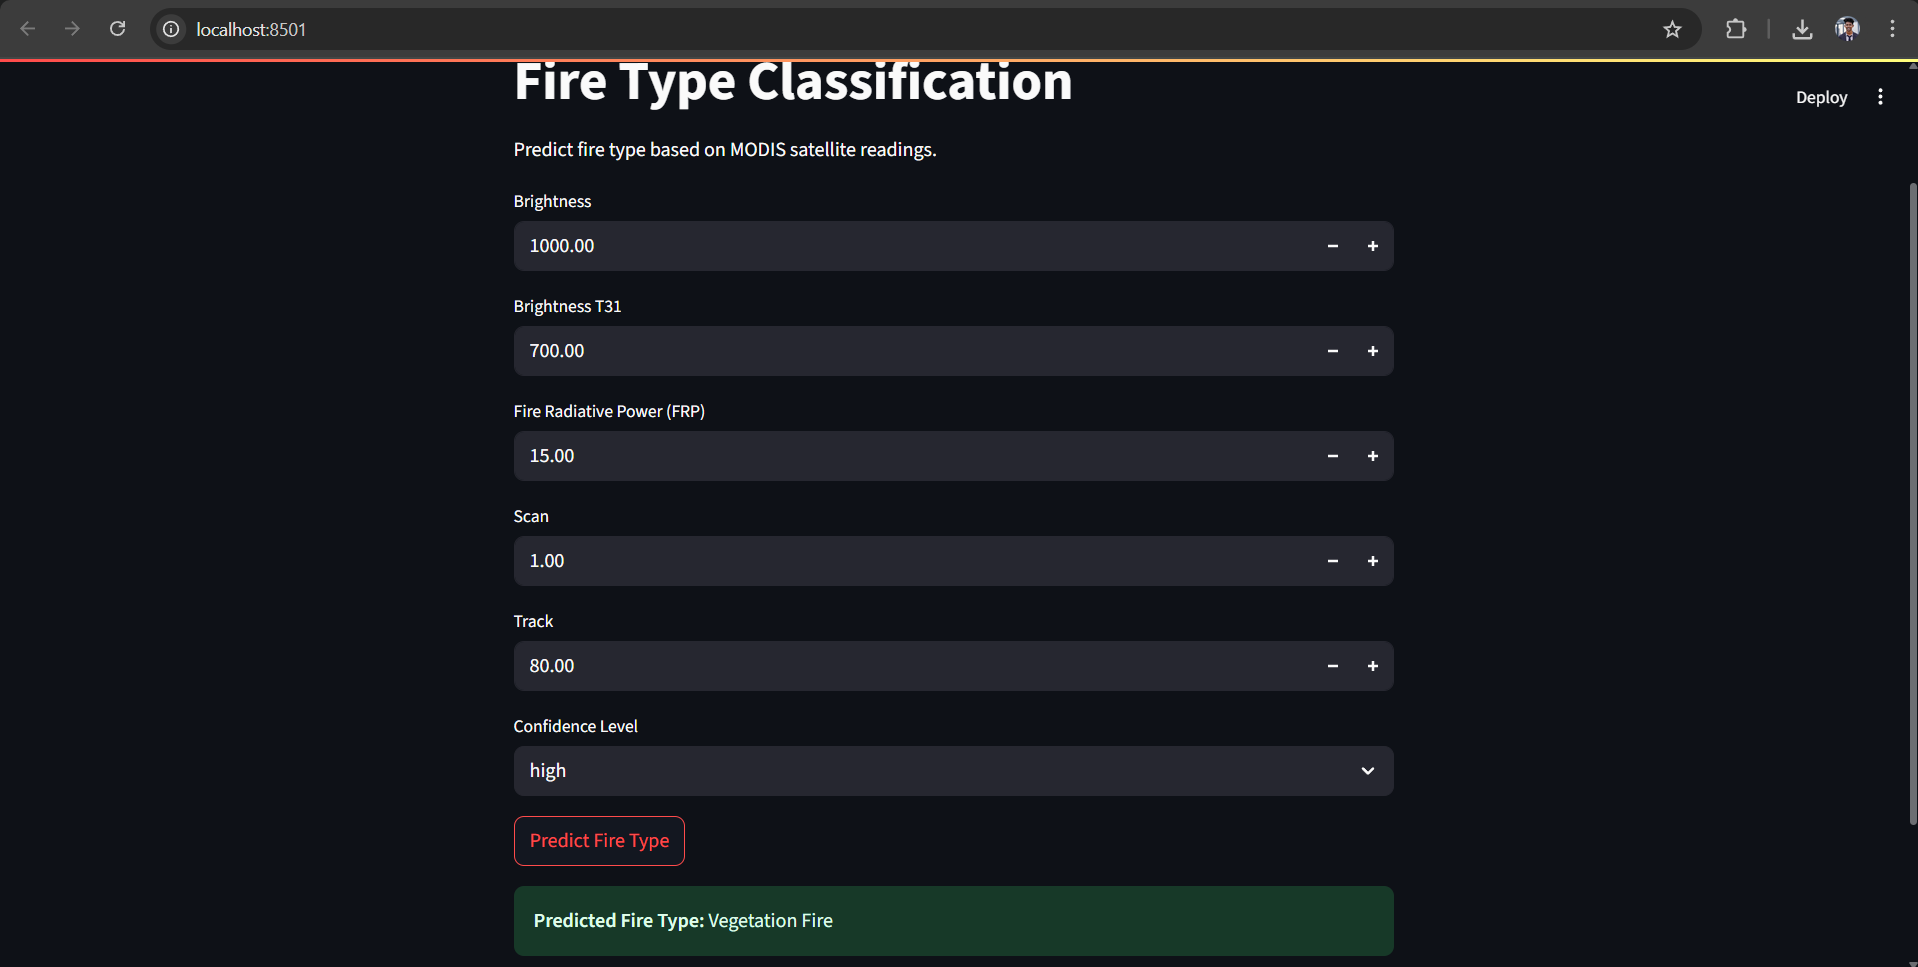 localhost:8501
Fire Type Classification
Deploy
Predict fire type based on MODIS satellite readings.
Brightness
1000.00
Brightness T31
700.00
Fire Radiative Power (FRP)
15.00
Scan
1.00
Track
80.00
Confidence Level
high
Predict Fire Type
Predicted Fire Type: Vegetation Fire